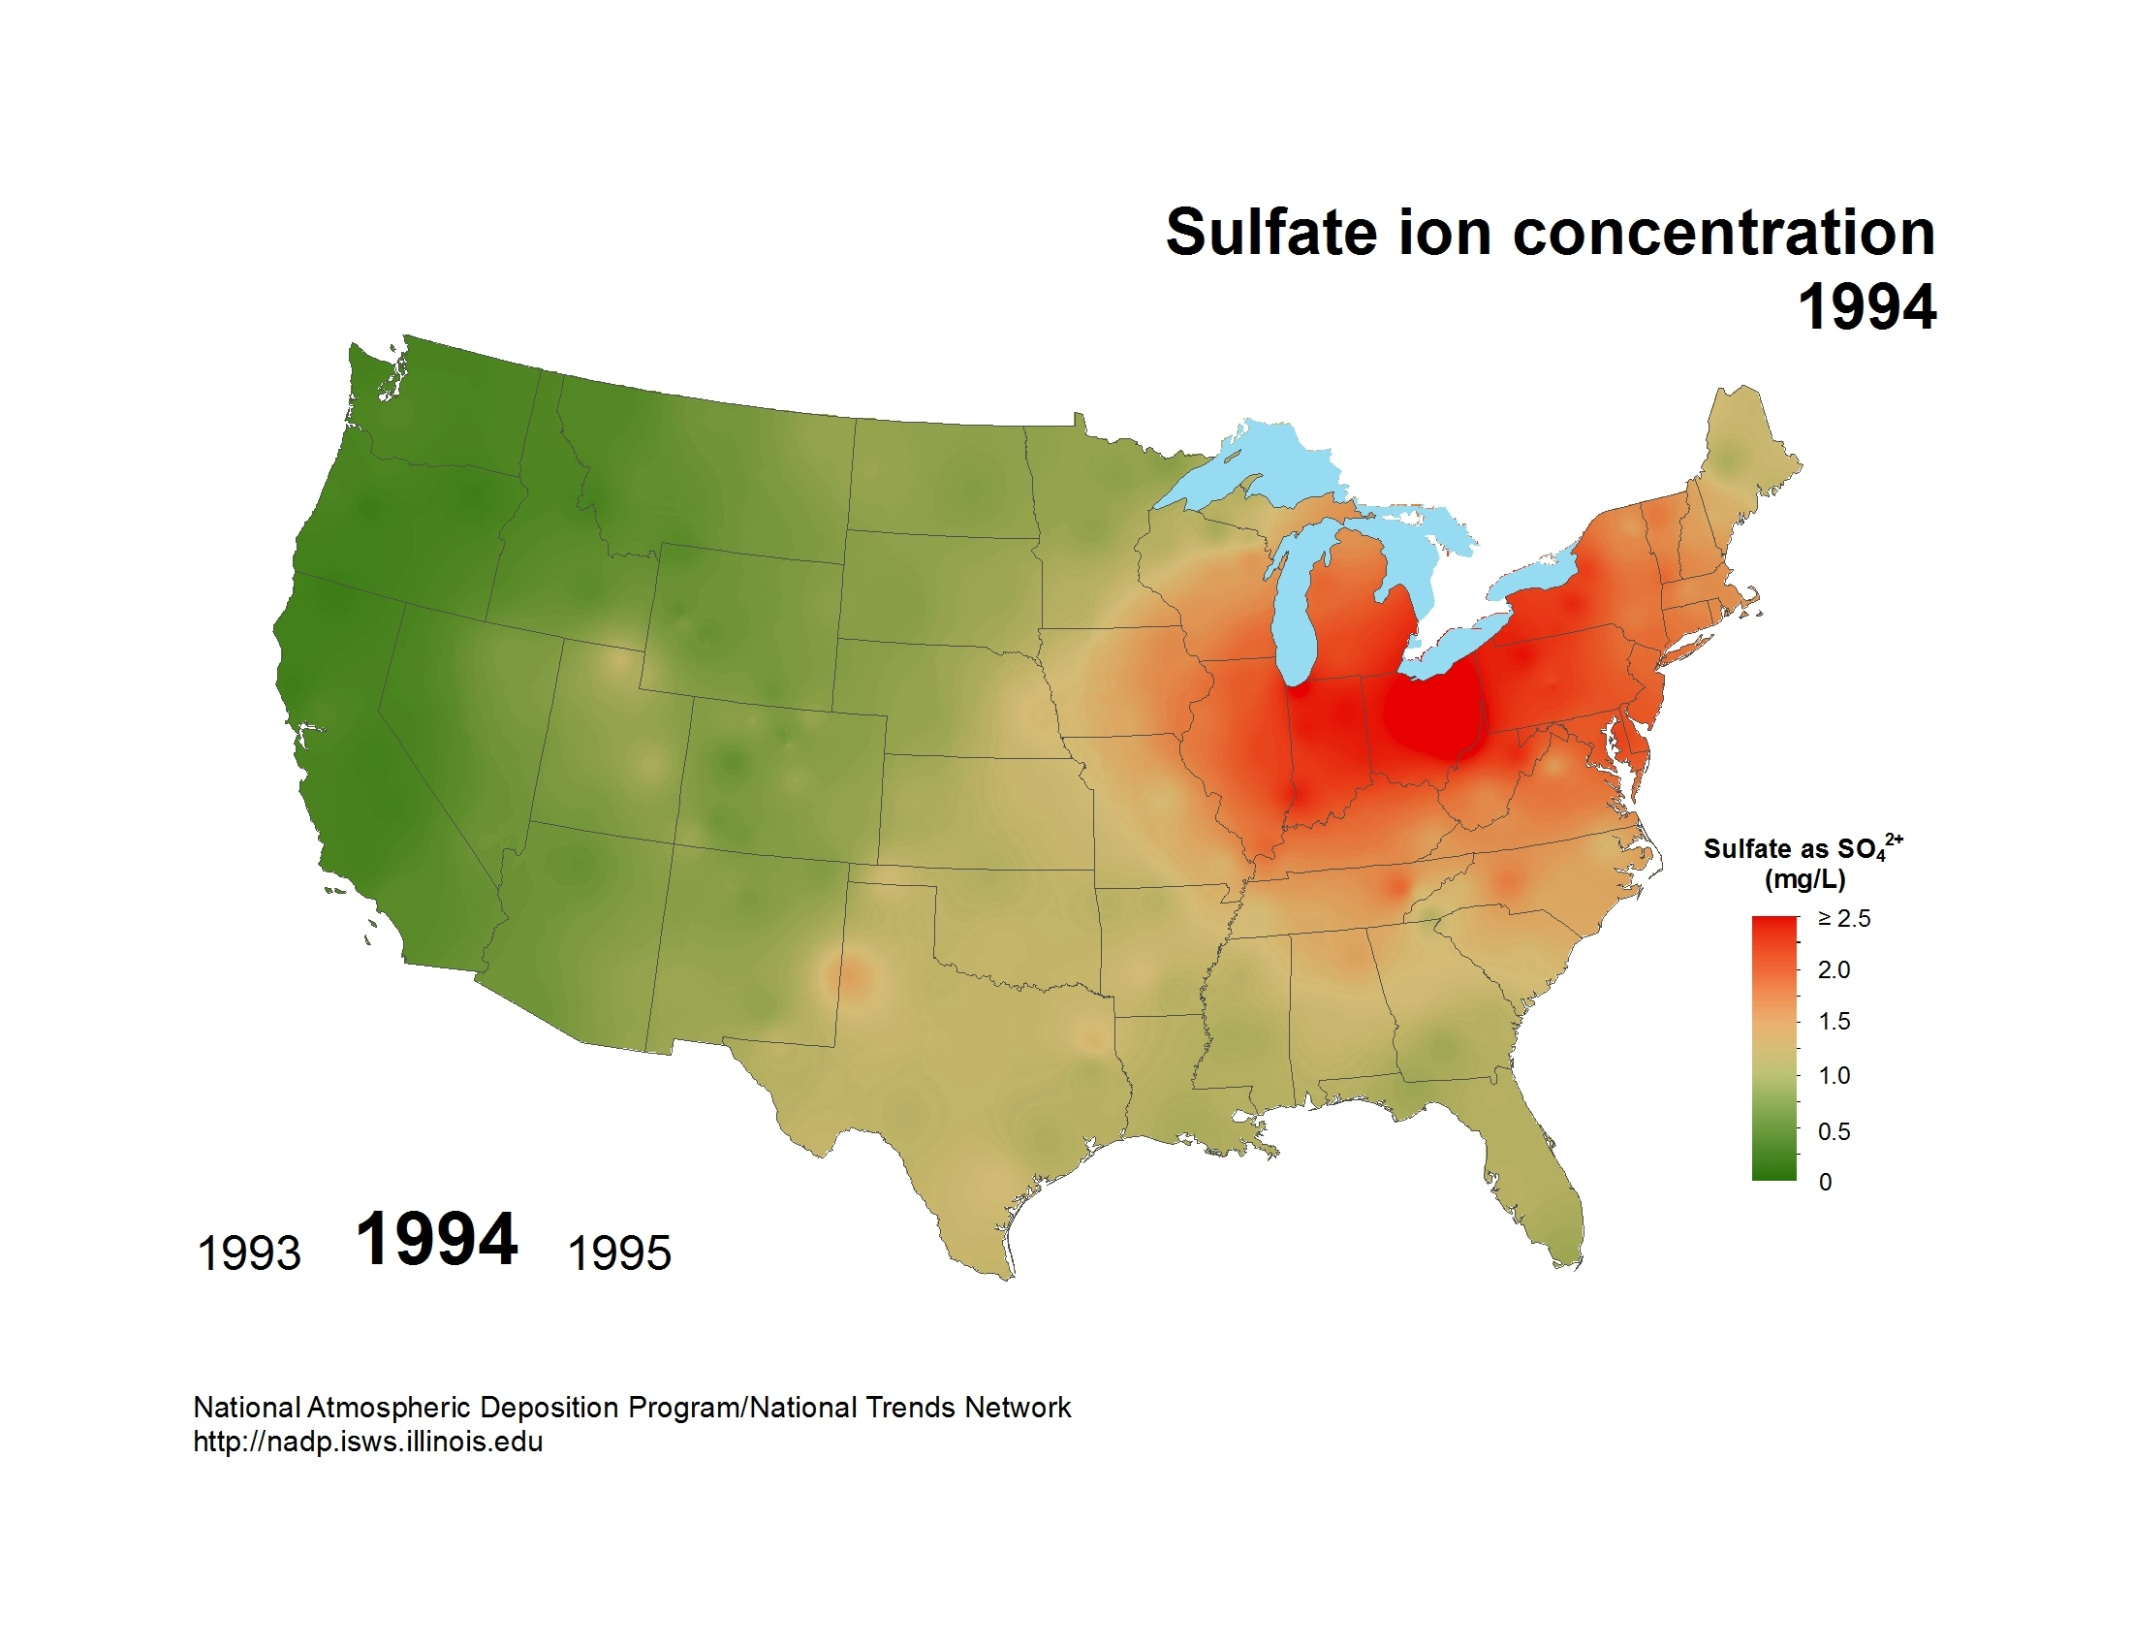 Sulfate ion concentration
1994
Sulfate as SO₄²⁺
(mg/L)
≥ 2.5
2.0
1.5
1.0
0.5
0
1993 1994 1995
National Atmospheric Deposition Program/National Trends Network
http://nadp.isws.illinois.edu